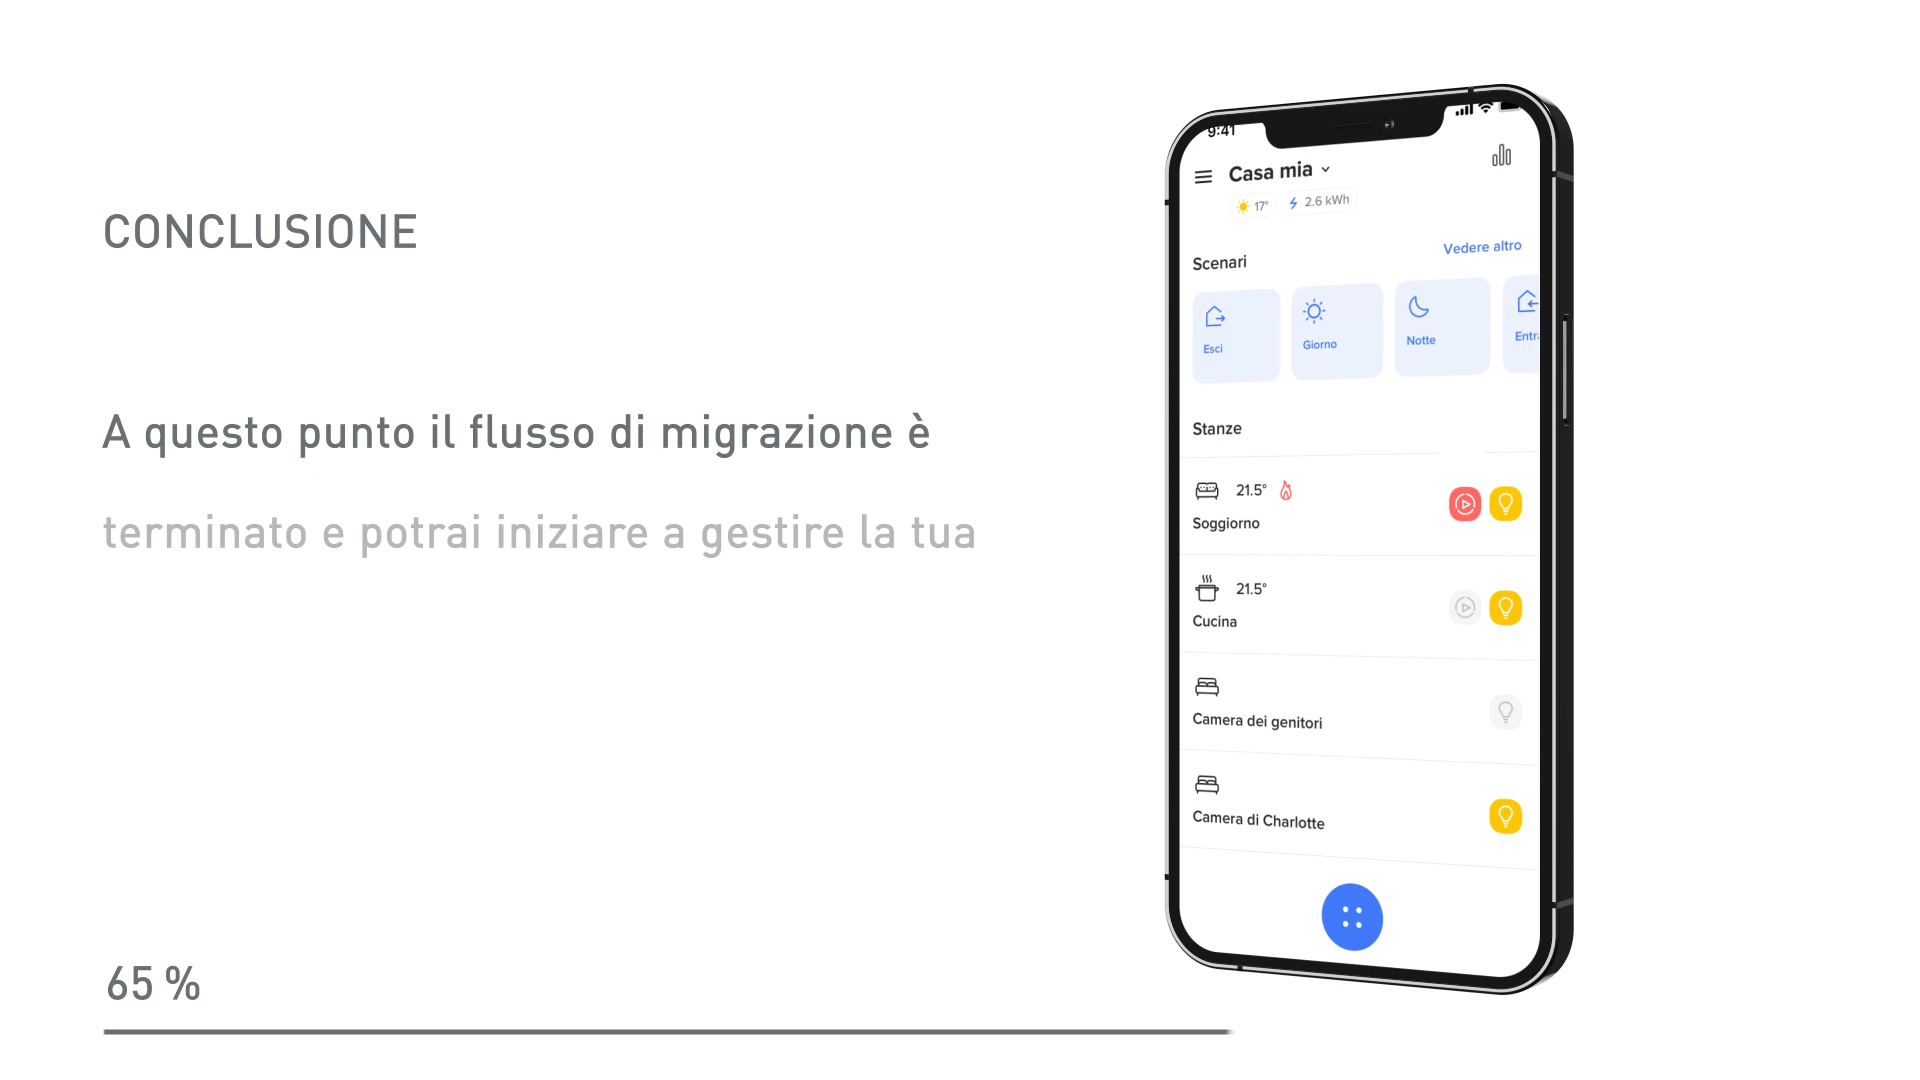 CONCLUSIONE
A questo punto il flusso di migrazione è
terminato e potrai iniziare a gestire la tua
65 %
9:41
Casa mia
17° 2.6 kWh
Scenari Vedere altro
Esci Giorno Notte Entr
Stanze
21.5°
Soggiorno
21.5°
Cucina
Camera dei genitori
Camera di Charlotte